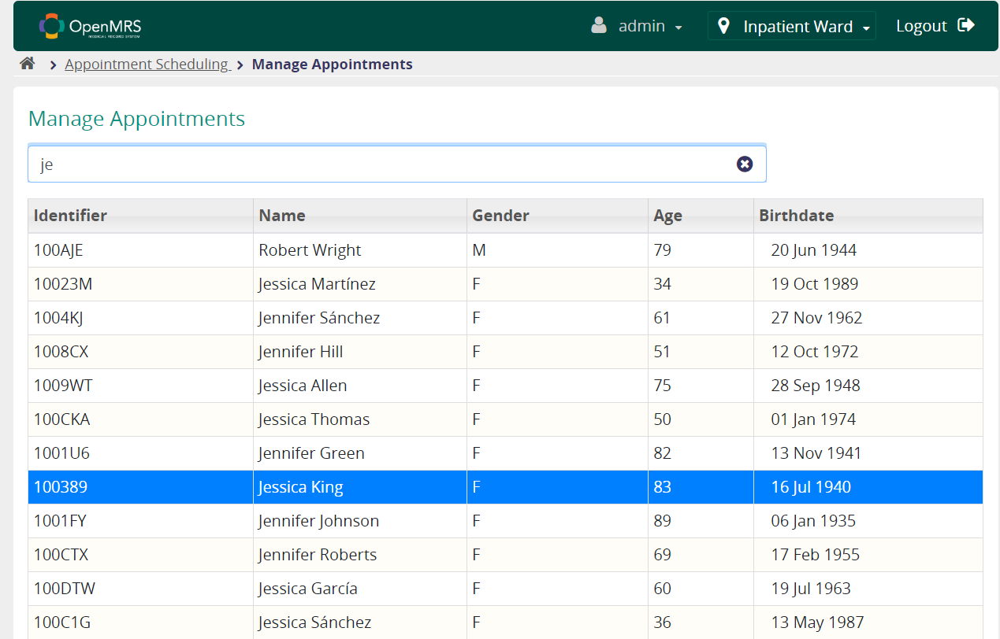 OpenMRS
MEDICAL RECORD SYSTEM
admin
Inpatient Ward
Logout
Appointment Scheduling
Manage Appointments
Manage Appointments
je
Identifier Name Gender Age Birthdate
100AJE Robert Wright M 79 20 Jun 1944
10023M Jessica Martínez F 34 19 Oct 1989
1004KJ Jennifer Sánchez F 61 27 Nov 1962
1008CX Jennifer Hill F 51 12 Oct 1972
1009WT Jessica Allen F 75 28 Sep 1948
100CKA Jessica Thomas F 50 01 Jan 1974
1001U6 Jennifer Green F 82 13 Nov 1941
100389 Jessica King F 83 16 Jul 1940
1001FY Jennifer Johnson F 89 06 Jan 1935
100CTX Jennifer Roberts F 69 17 Feb 1955
100DTW Jessica García F 60 19 Jul 1963
100C1G Jessica Sánchez F 36 13 May 1987